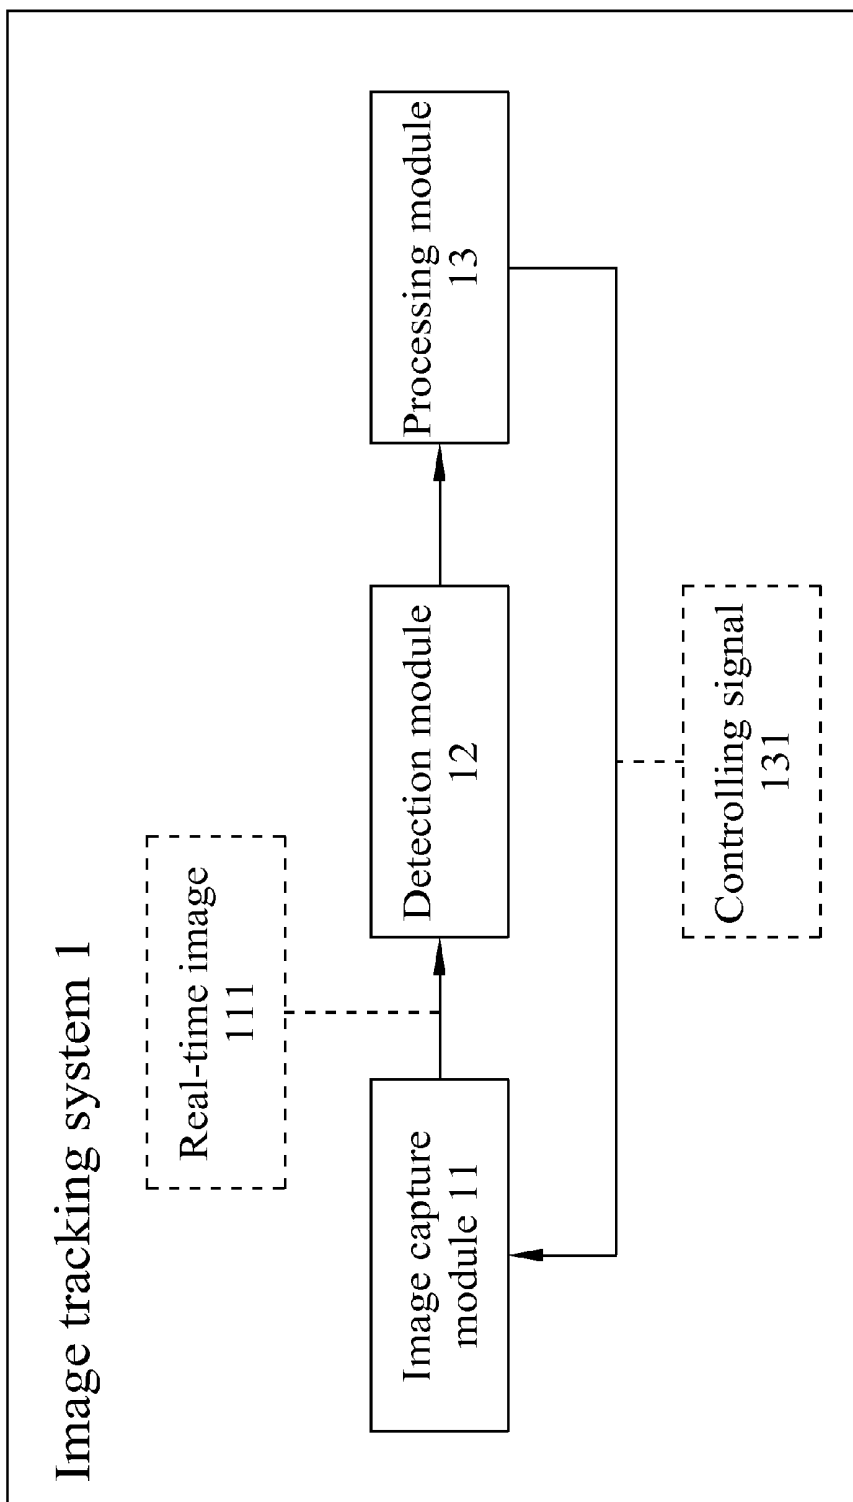 Image tracking system 1
Real-time image
111
Image capture
module 11
Detection module
12
Processing module
13
Controlling signal
131